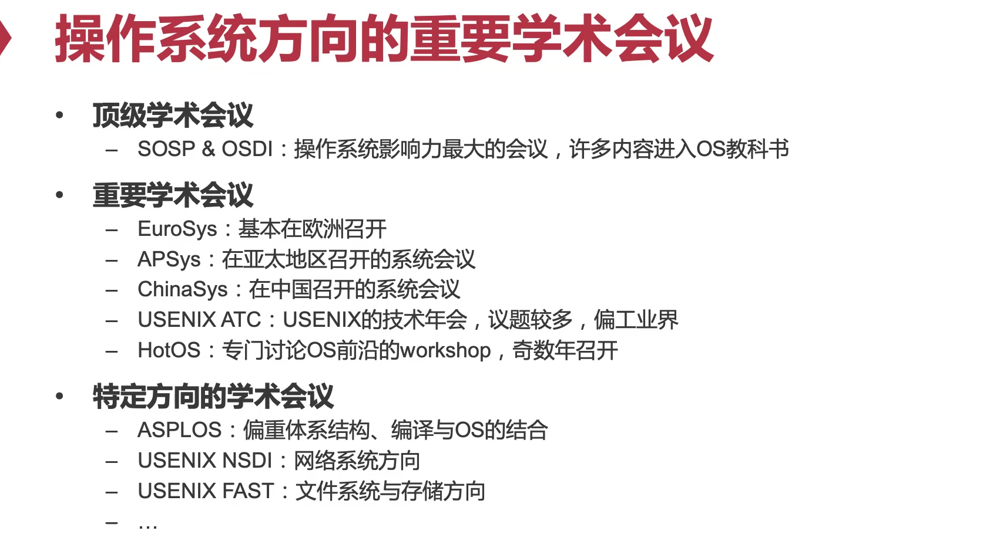 操作系统方向的重要学术会议
• 顶级学术会议
– SOSP & OSDI：操作系统影响力最大的会议，许多内容进入OS教科书
• 重要学术会议
– EuroSys：基本在欧洲召开
– APSys：在亚太地区召开的系统会议
– ChinaSys：在中国召开的系统会议
– USENIX ATC：USENIX的技术年会，议题较多，偏工业界
– HotOS：专门讨论OS前沿的workshop，奇数年召开
• 特定方向的学术会议
– ASPLOS：偏重体系结构、编译与OS的结合
– USENIX NSDI：网络系统方向
– USENIX FAST：文件系统与存储方向
– ...